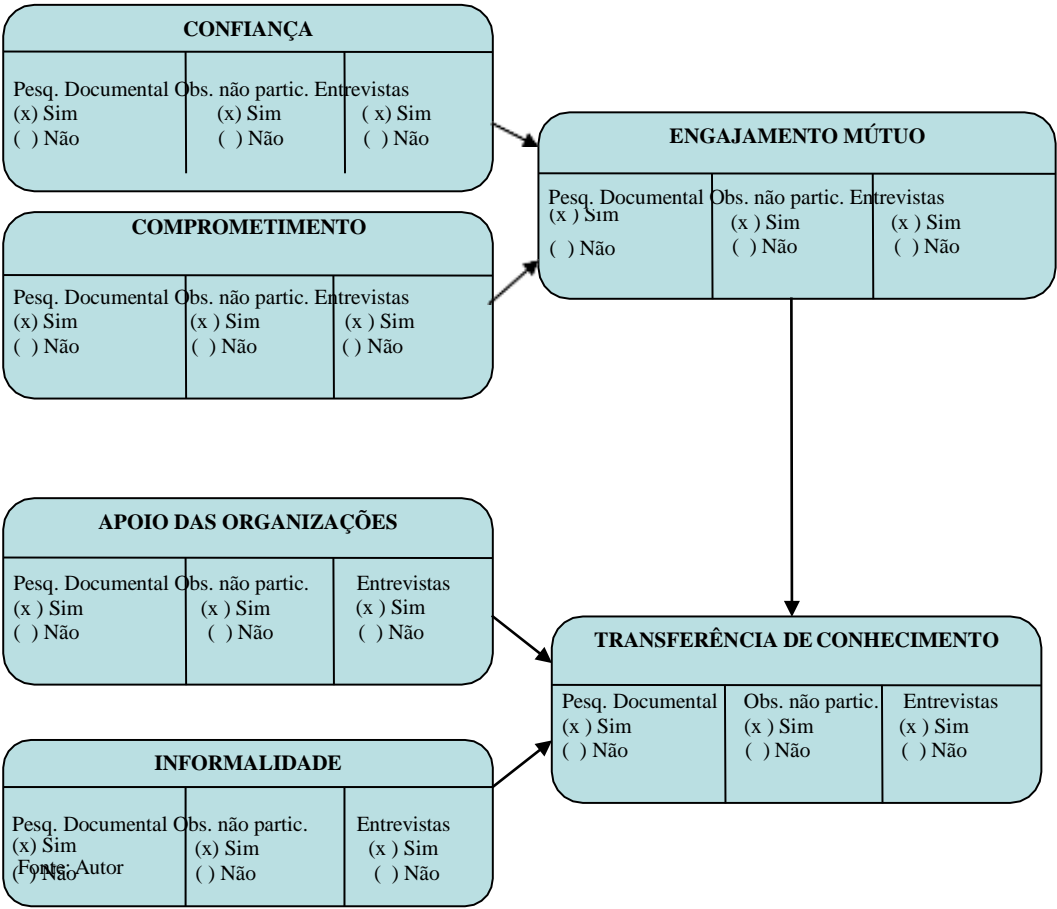 CONFIANÇA
Pesq. Documental Obs. não partic. Entrevistas
(x) Sim (x) Sim ( x) Sim
( ) Não ( ) Não ( ) Não
ENGAJAMENTO MÚTUO
Pesq. Documental Obs. não partic. Entrevistas
(x ) Sim (x ) Sim (x ) Sim
( ) Não ( ) Não ( ) Não
COMPROMETIMENTO
Pesq. Documental Obs. não partic. Entrevistas
(x) Sim (x ) Sim (x ) Sim
( ) Não ( ) Não ( ) Não
APOIO DAS ORGANIZAÇÕES
Pesq. Documental Obs. não partic. Entrevistas
(x ) Sim (x ) Sim (x ) Sim
( ) Não ( ) Não ( ) Não
TRANSFERÊNCIA DE CONHECIMENTO
Pesq. Documental Obs. não partic. Entrevistas
(x ) Sim (x ) Sim (x ) Sim
( ) Não ( ) Não ( ) Não
INFORMALIDADE
Pesq. Documental Obs. não partic. Entrevistas
(x) Sim (x) Sim (x ) Sim
( ) Não ( ) Não ( ) Não
Fonte: Autor